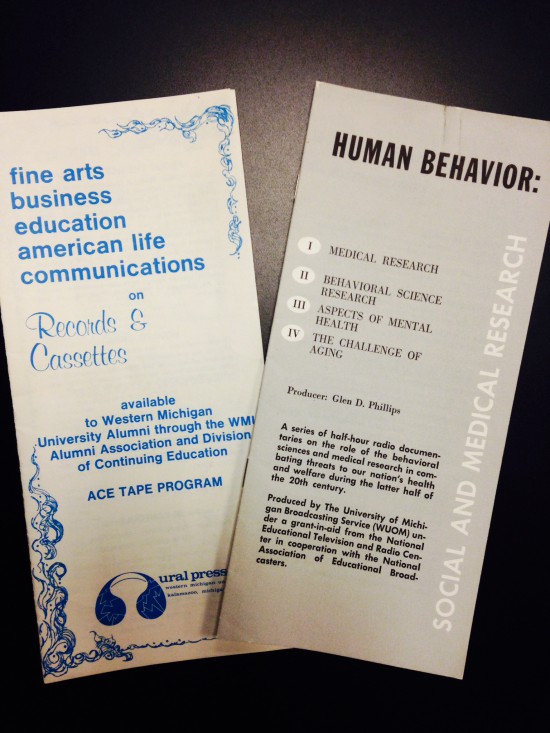 fine arts
business
education
american life
communications
on
Records &
Cassettes
available
to Western Michigan
University Alumni through the WMU
Alumni Association and Division
of Continuing Education
ACE TAPE PROGRAM
ural press
western michigan
kalamazoo, michigan
HUMAN BEHAVIOR:
I MEDICAL RESEARCH
II BEHAVIORAL SCIENCE
RESEARCH
III ASPECTS OF MENTAL
HEALTH
IV THE CHALLENGE OF
AGING
Producer: Glen D. Phillips
A series of half-hour radio documen-
taries on the role of the behavioral
sciences and medical research in com-
bating threats to our nation's health
and welfare during the latter half of
the 20th century.
Produced by The University of Michi-
gan Broadcasting Service (WUOM) un-
der a grant-in-aid from the National
Educational Television and Radio Cen-
ter in cooperation with the National
Association of Educational Broad-
casters.
SOCIAL AND MEDICAL RESEARCH